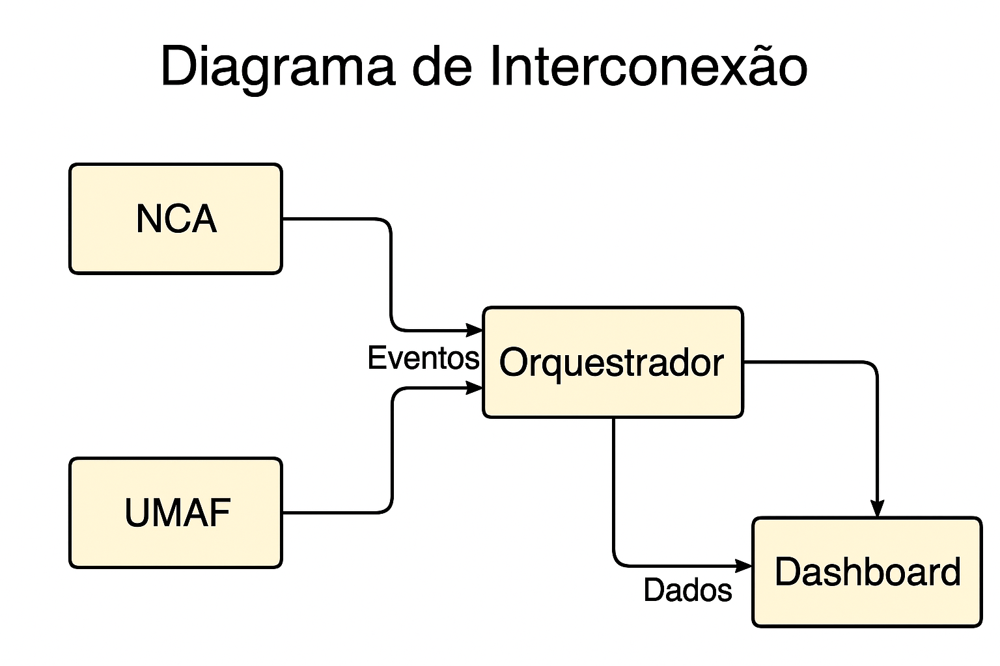 Diagrama de Interconexão
NCA
Eventos
Orquestrador
UMAF
Dados
Dashboard